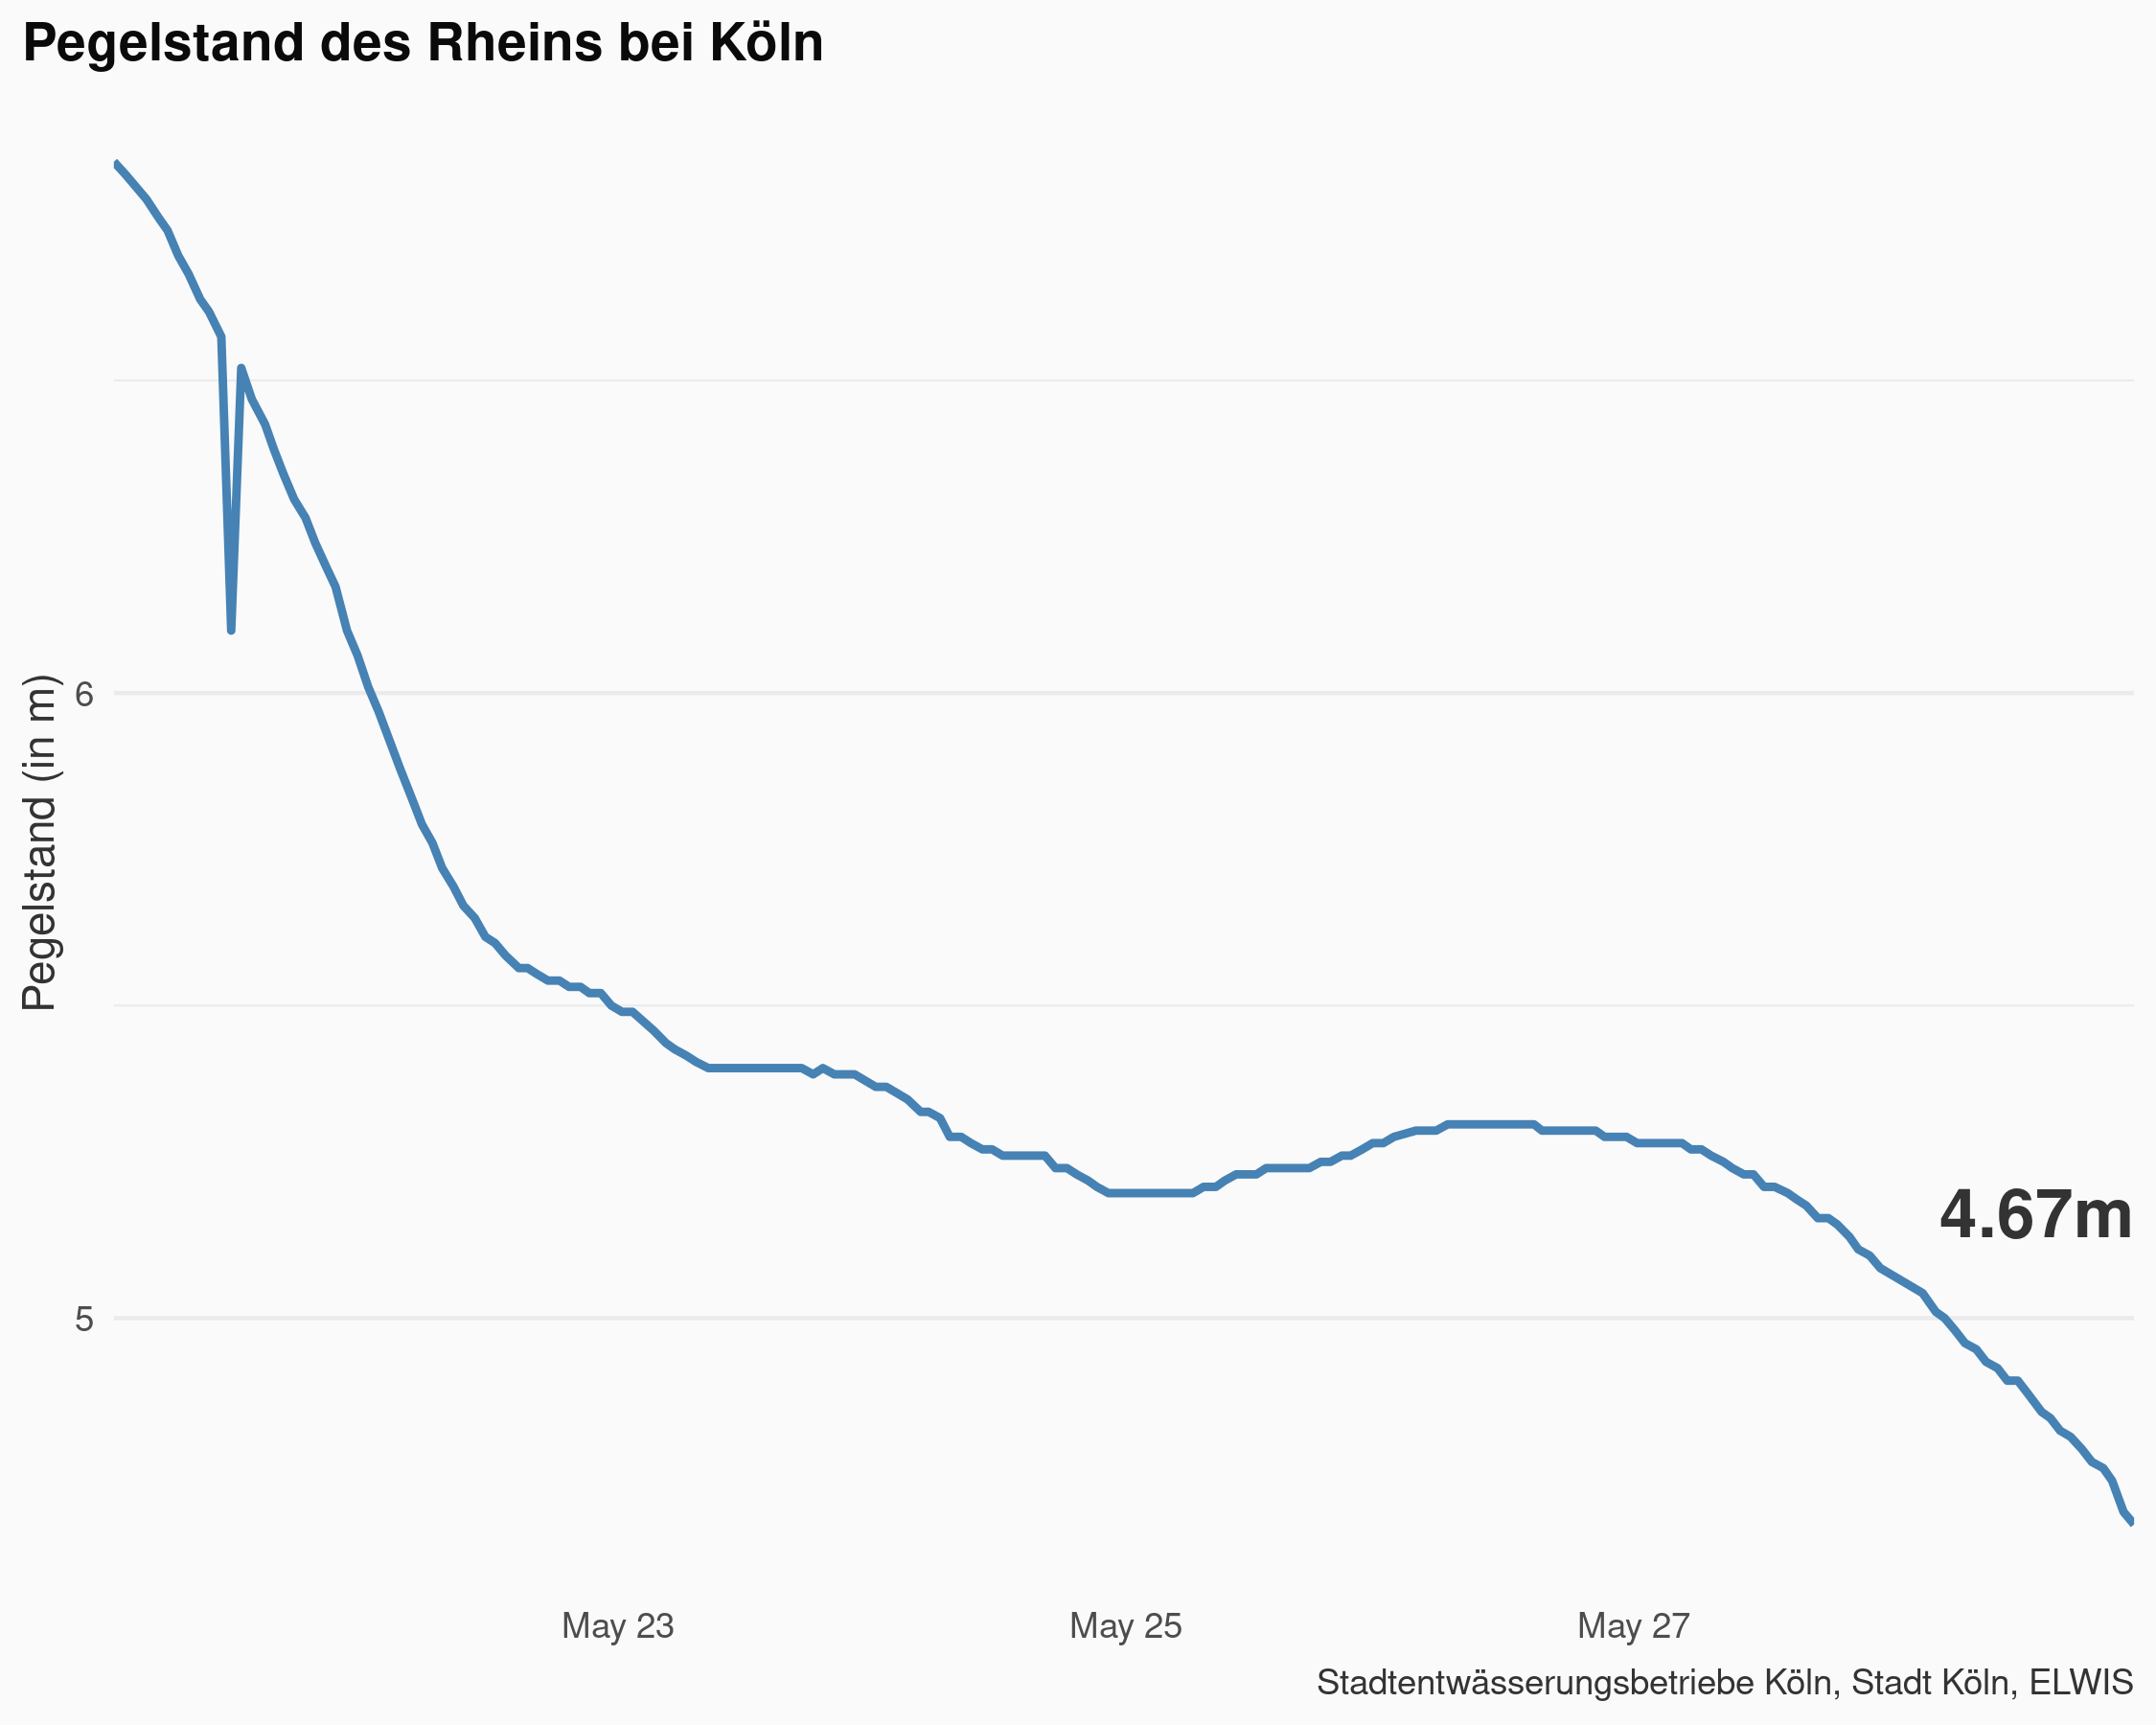 Pegelstand des Rheins bei Köln
Pegelstand (in m)
6
5
4.67m
May 23
May 25
May 27
Stadtentwässerungsbetriebe Köln, Stadt Köln, ELWIS